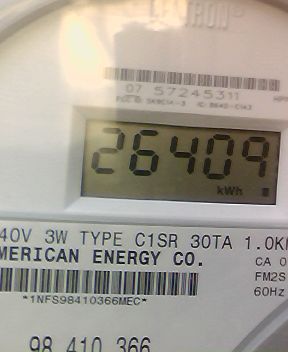 CENTRON®
07 57245311
26409
kWh
40V 3W TYPE C1SR 30TA 1.0K
MERICAN ENERGY CO.
CA 0
FM2S
*1NFS98410366MEC*
60Hz
98 410 366